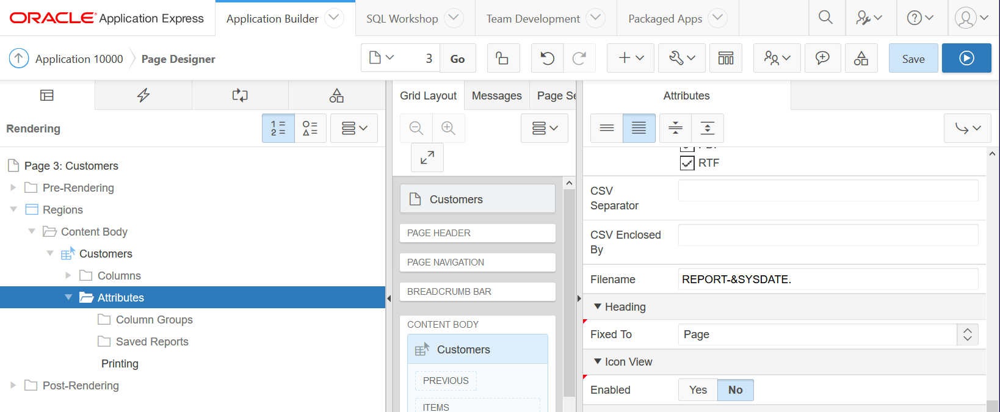 ORACLE Application Express
Application Builder
SQL Workshop
Team Development
Packaged Apps
Application 10000
Page Designer
3
Go
Save
Grid Layout
Messages
Page Se
Attributes
Rendering
1
2
Page 3: Customers
Pre-Rendering
Regions
Content Body
Customers
Columns
Attributes
Column Groups
Saved Reports
Printing
Post-Rendering
Customers
PAGE HEADER
PAGE NAVIGATION
BREADCRUMB BAR
CONTENT BODY
Customers
PREVIOUS
ITEMS
PDF
RTF
CSV
Separator
CSV Enclosed
By
Filename
REPORT-&SYSDATE.
Heading
Fixed To
Page
Icon View
Enabled
Yes
No